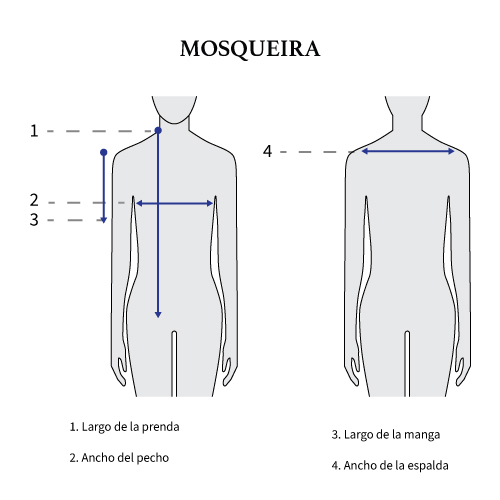 MOSQUEIRA
1
2
3
4
1. Largo de la prenda
2. Ancho del pecho
3. Largo de la manga
4. Ancho de la espalda